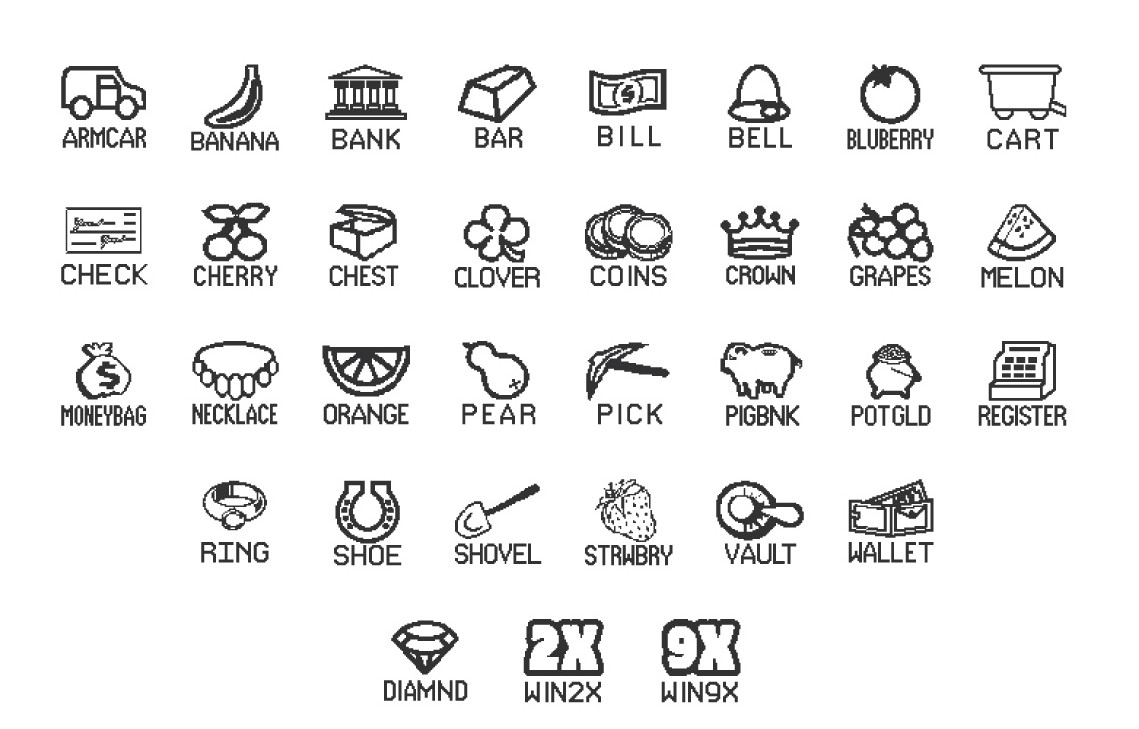 ARMCAR BANANA BANK BAR BILL BELL BLUBERRY CART
CHECK CHERRY CHEST CLOVER COINS CROWN GRAPES MELON
$
MONEYBAG NECKLACE ORANGE PEAR PICK PIGBNK POTGLD REGISTER
RING SHOE SHOVEL STRWBRY VAULT WALLET
2X 9X
DIAMND WIN2X WIN9X